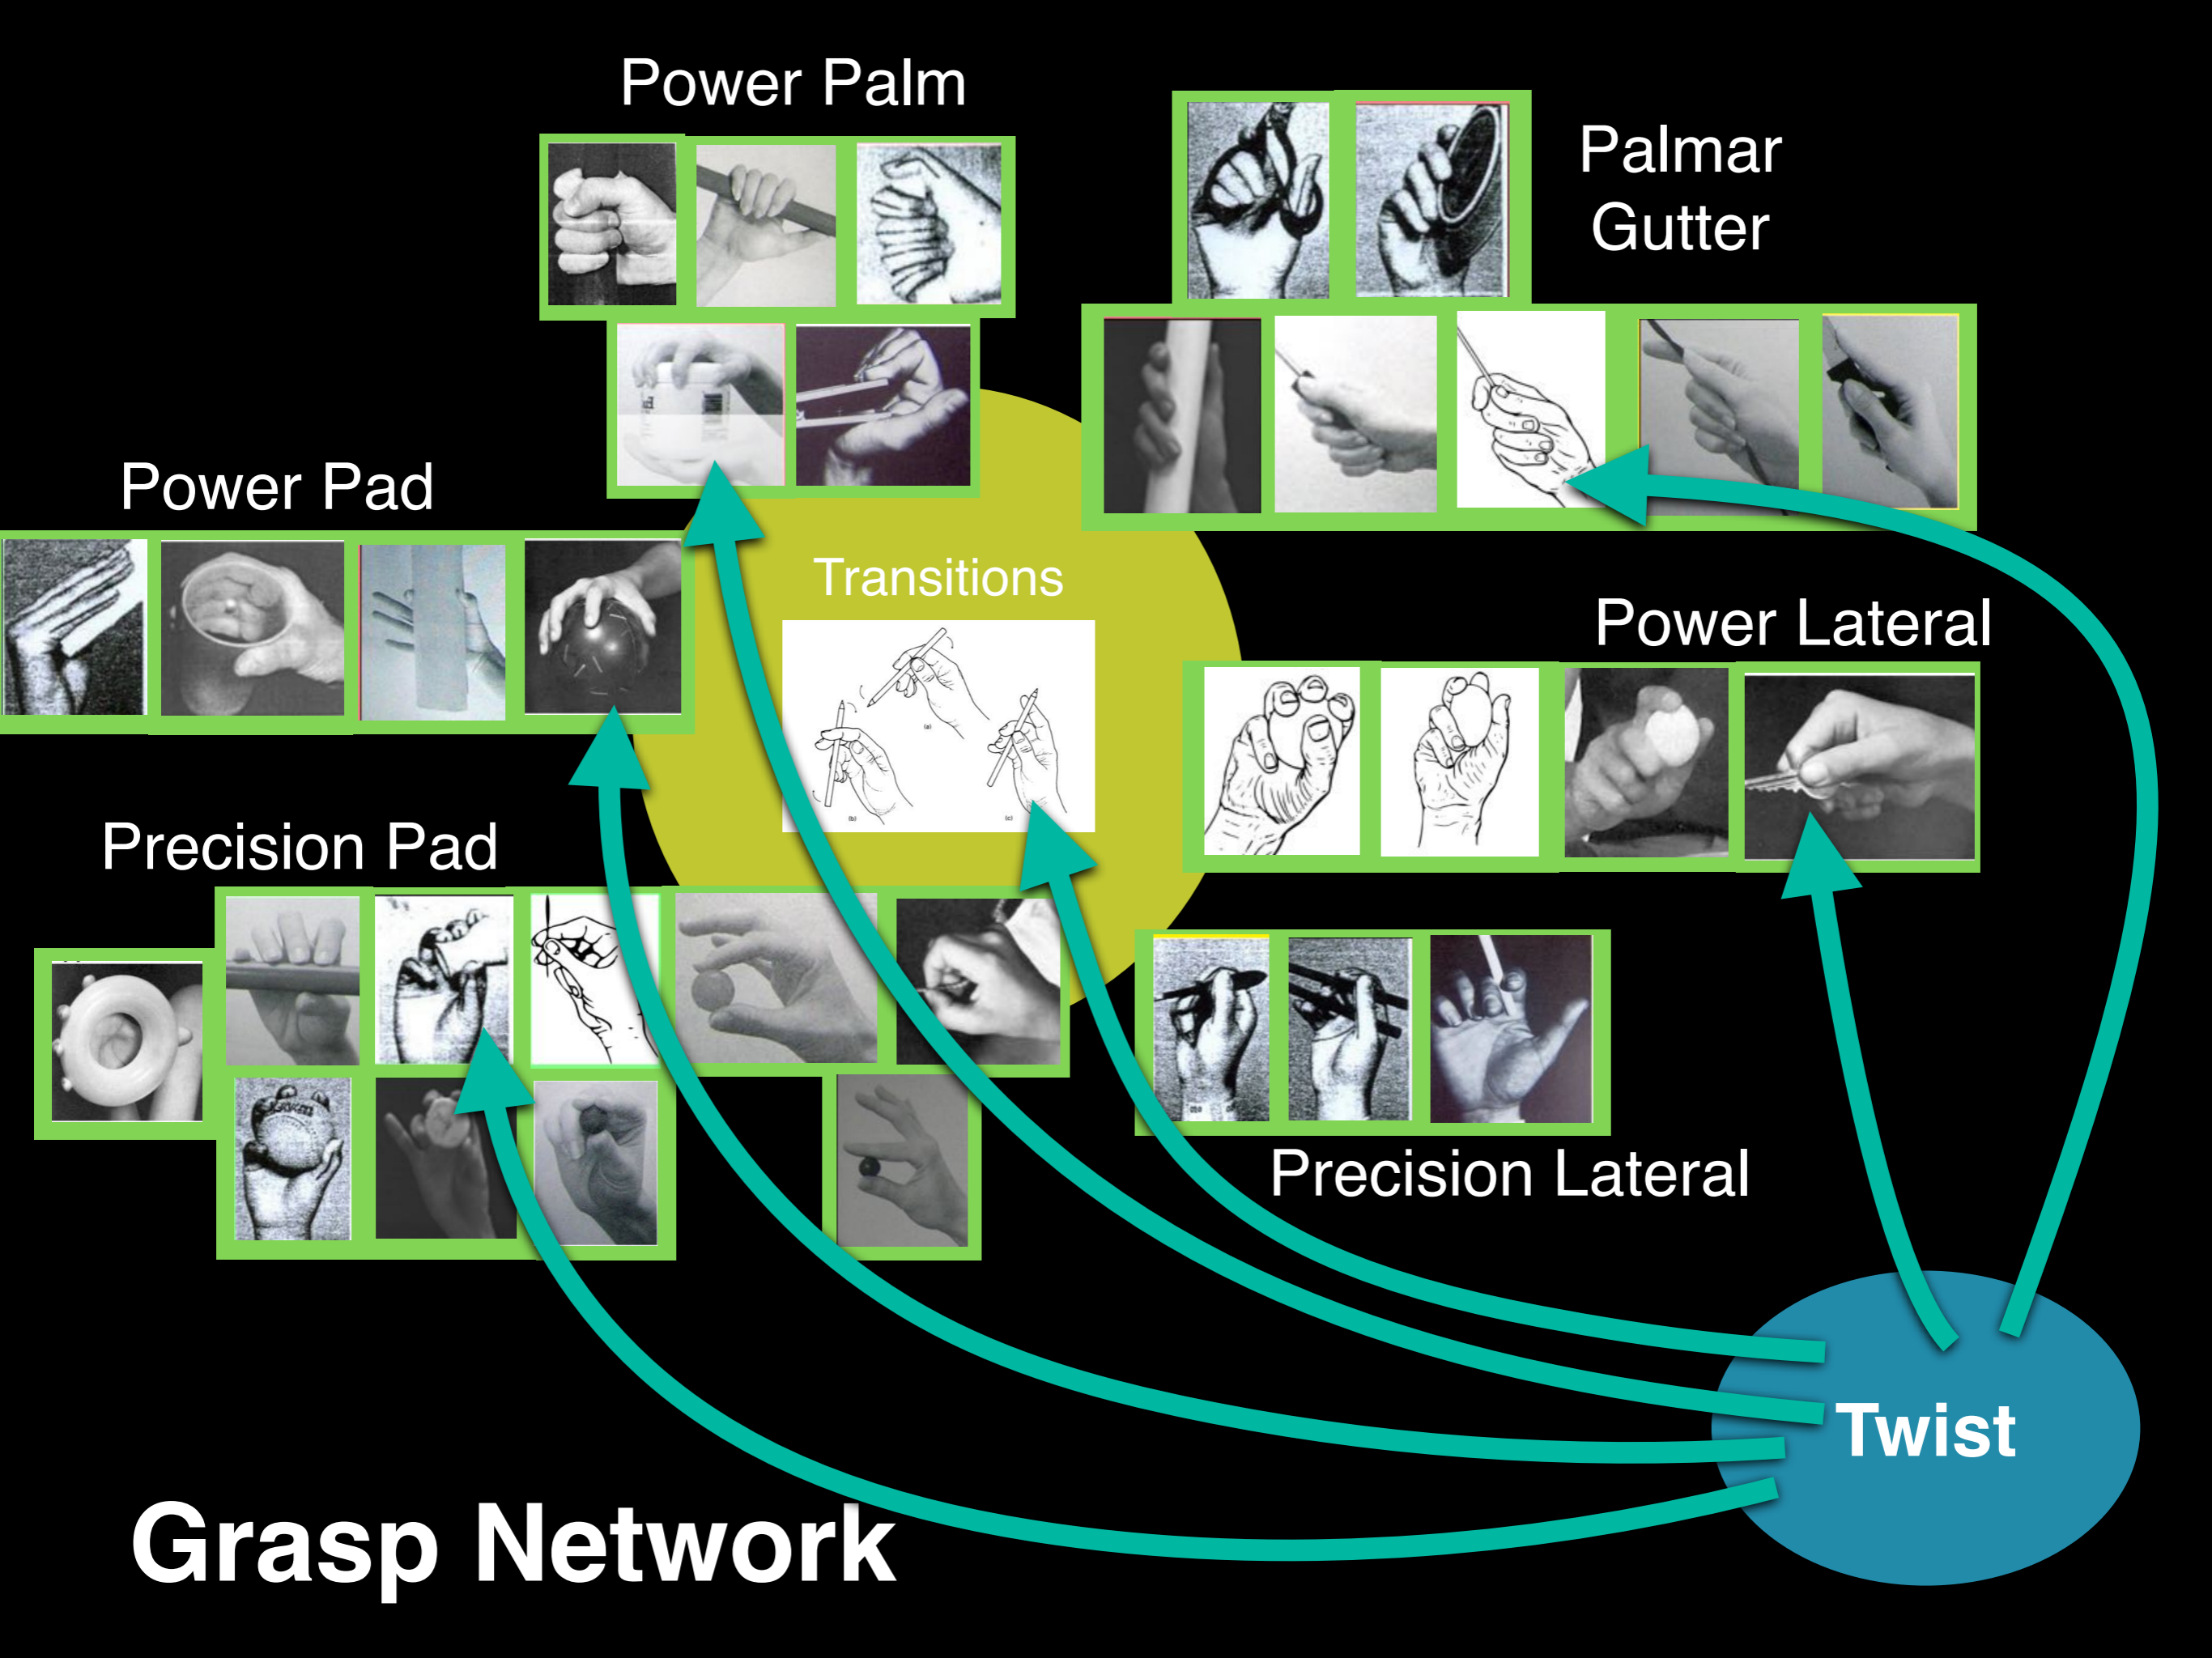 Power Palm
Palmar
Gutter
Power Pad
Transitions
(a)
(b)
(c)
Power Lateral
Precision Pad
Precision Lateral
Twist
Grasp Network